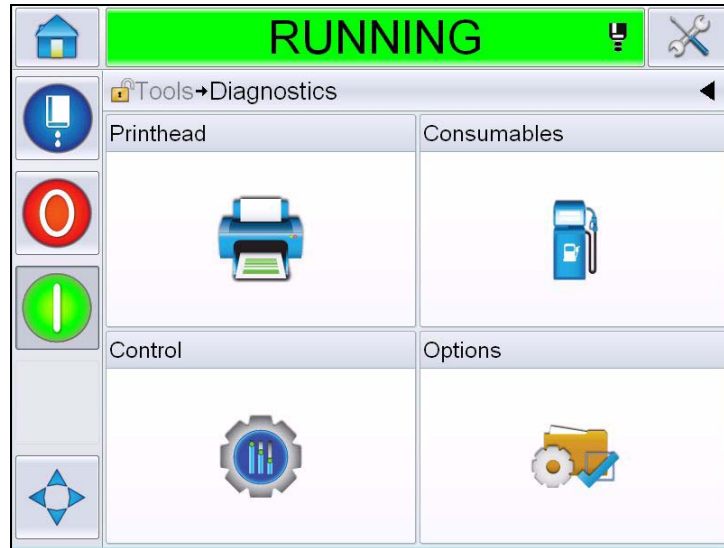 RUNNING
Tools→Diagnostics
Printhead
Consumables
Control
Options